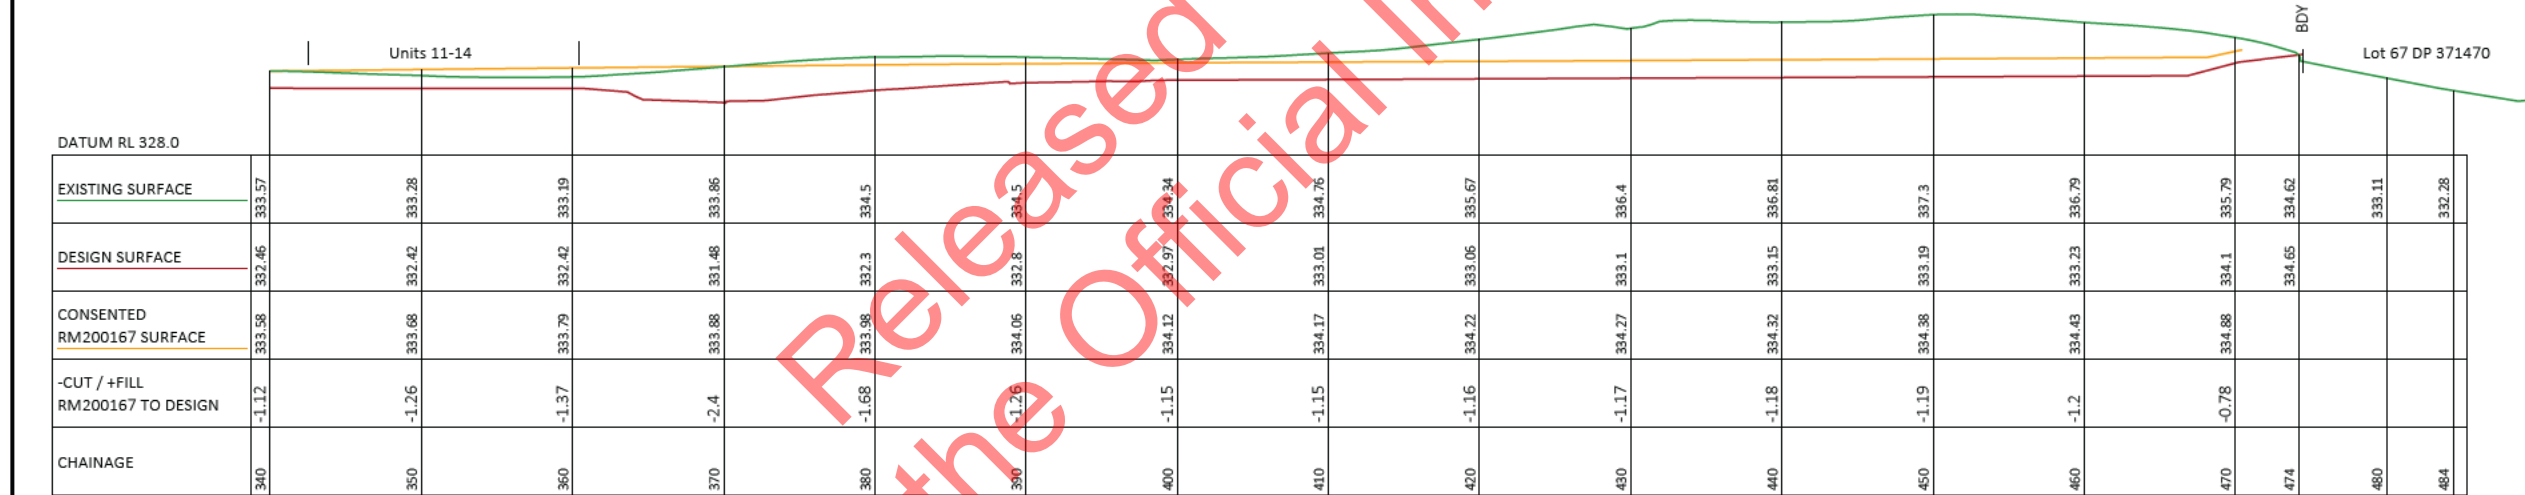 BDY
Units 11-14
Lot 67 DP 371470
DATUM RL 328.0
EXISTING SURFACE 333.57 333.28 333.19 333.86 334.5 334.5 334.34 334.76 335.67 336.4 336.81 337.3 336.79 335.79 334.62 333.11 332.28
DESIGN SURFACE 332.46 332.42 332.42 331.48 332.3 332.8 332.97 333.01 333.06 333.1 333.15 333.19 333.23 334.1 334.65
CONSENTED
RM200167 SURFACE 333.58 333.68 333.79 333.88 333.98 334.06 334.12 334.17 334.22 334.27 334.32 334.38 334.43 334.88
-CUT / +FILL
RM200167 TO DESIGN -1.12 -1.26 -1.37 -2.4 -1.68 -1.26 -1.15 -1.15 -1.16 -1.17 -1.18 -1.19 -1.2 -0.78
CHAINAGE 340 350 360 370 380 390 400 410 420 430 440 450 460 470 474 480 484
Released
the Official In